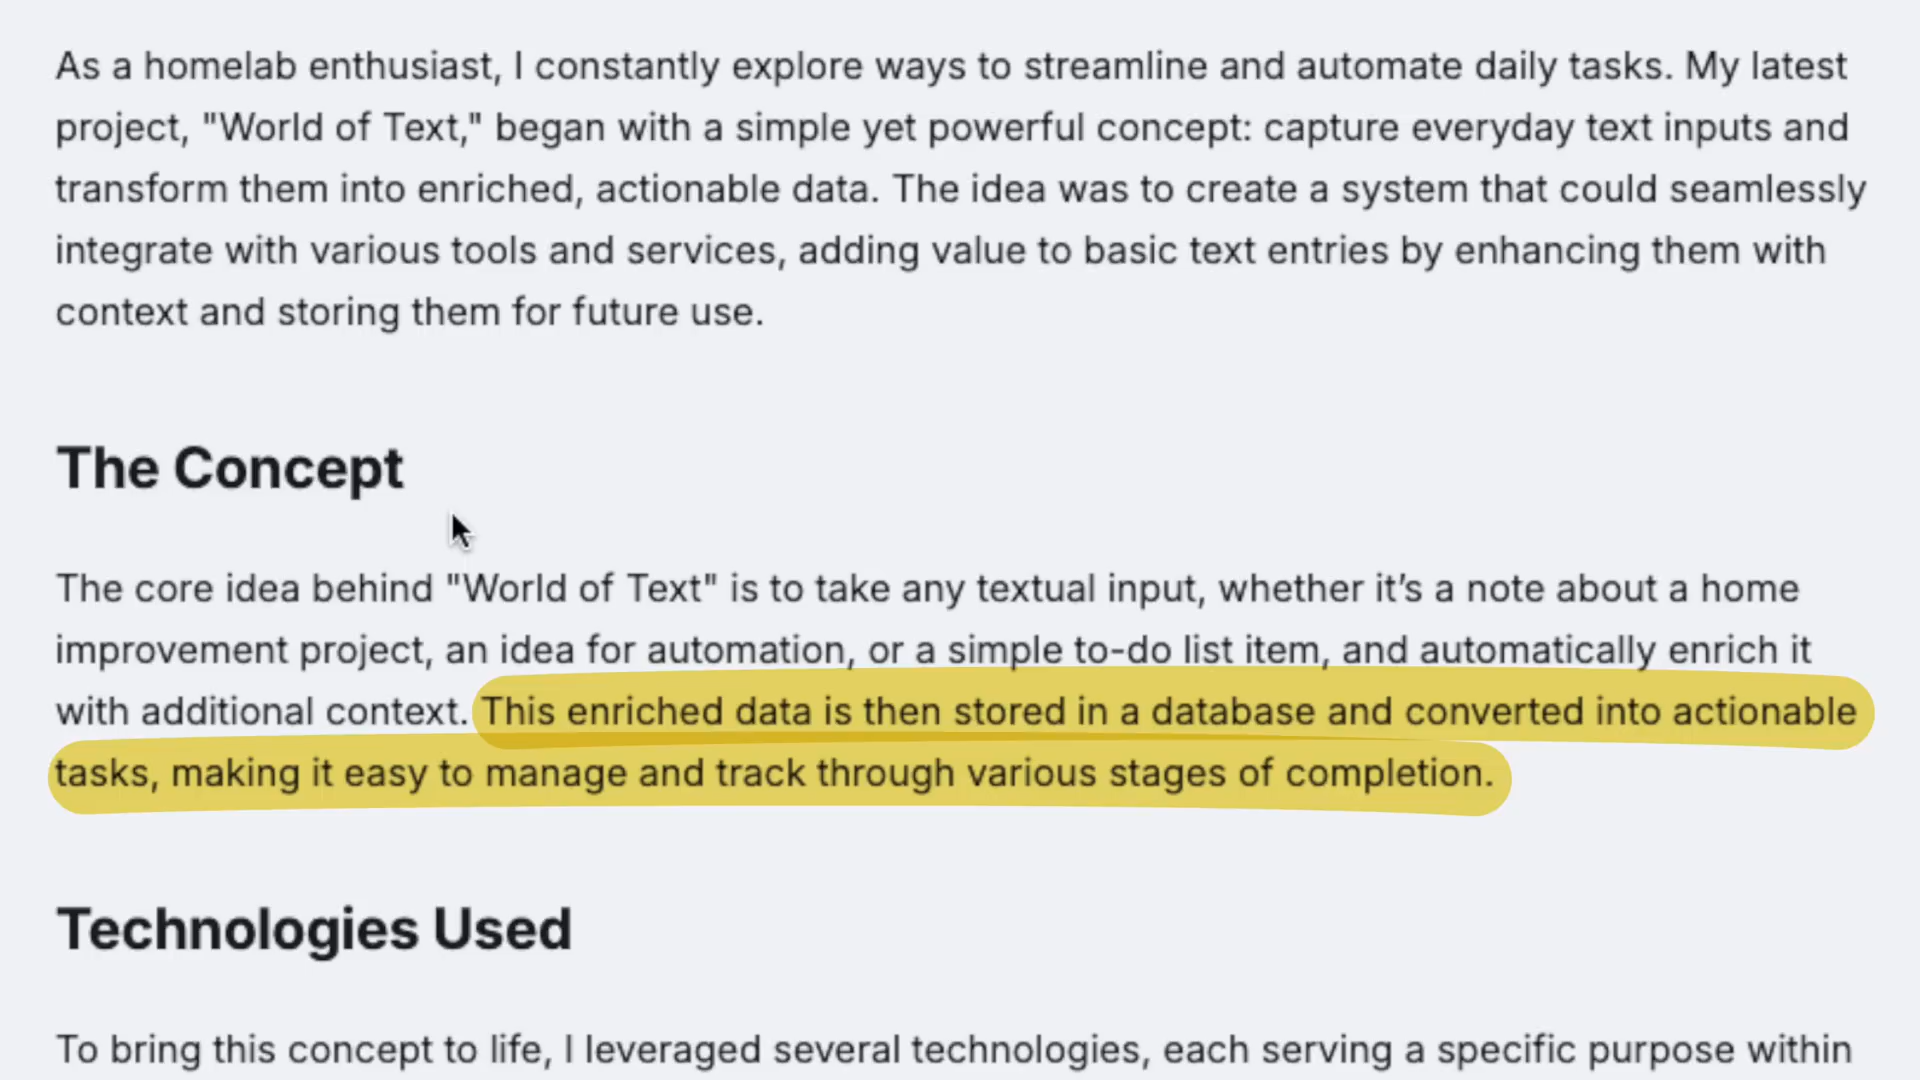 As a homelab enthusiast, I constantly explore ways to streamline and automate daily tasks. My latest
project, "World of Text," began with a simple yet powerful concept: capture everyday text inputs and
transform them into enriched, actionable data. The idea was to create a system that could seamlessly
integrate with various tools and services, adding value to basic text entries by enhancing them with
context and storing them for future use.
The Concept
The core idea behind "World of Text" is to take any textual input, whether it’s a note about a home
improvement project, an idea for automation, or a simple to-do list item, and automatically enrich it
with additional context. This enriched data is then stored in a database and converted into actionable
tasks, making it easy to manage and track through various stages of completion.
Technologies Used
To bring this concept to life, I leveraged several technologies, each serving a specific purpose within